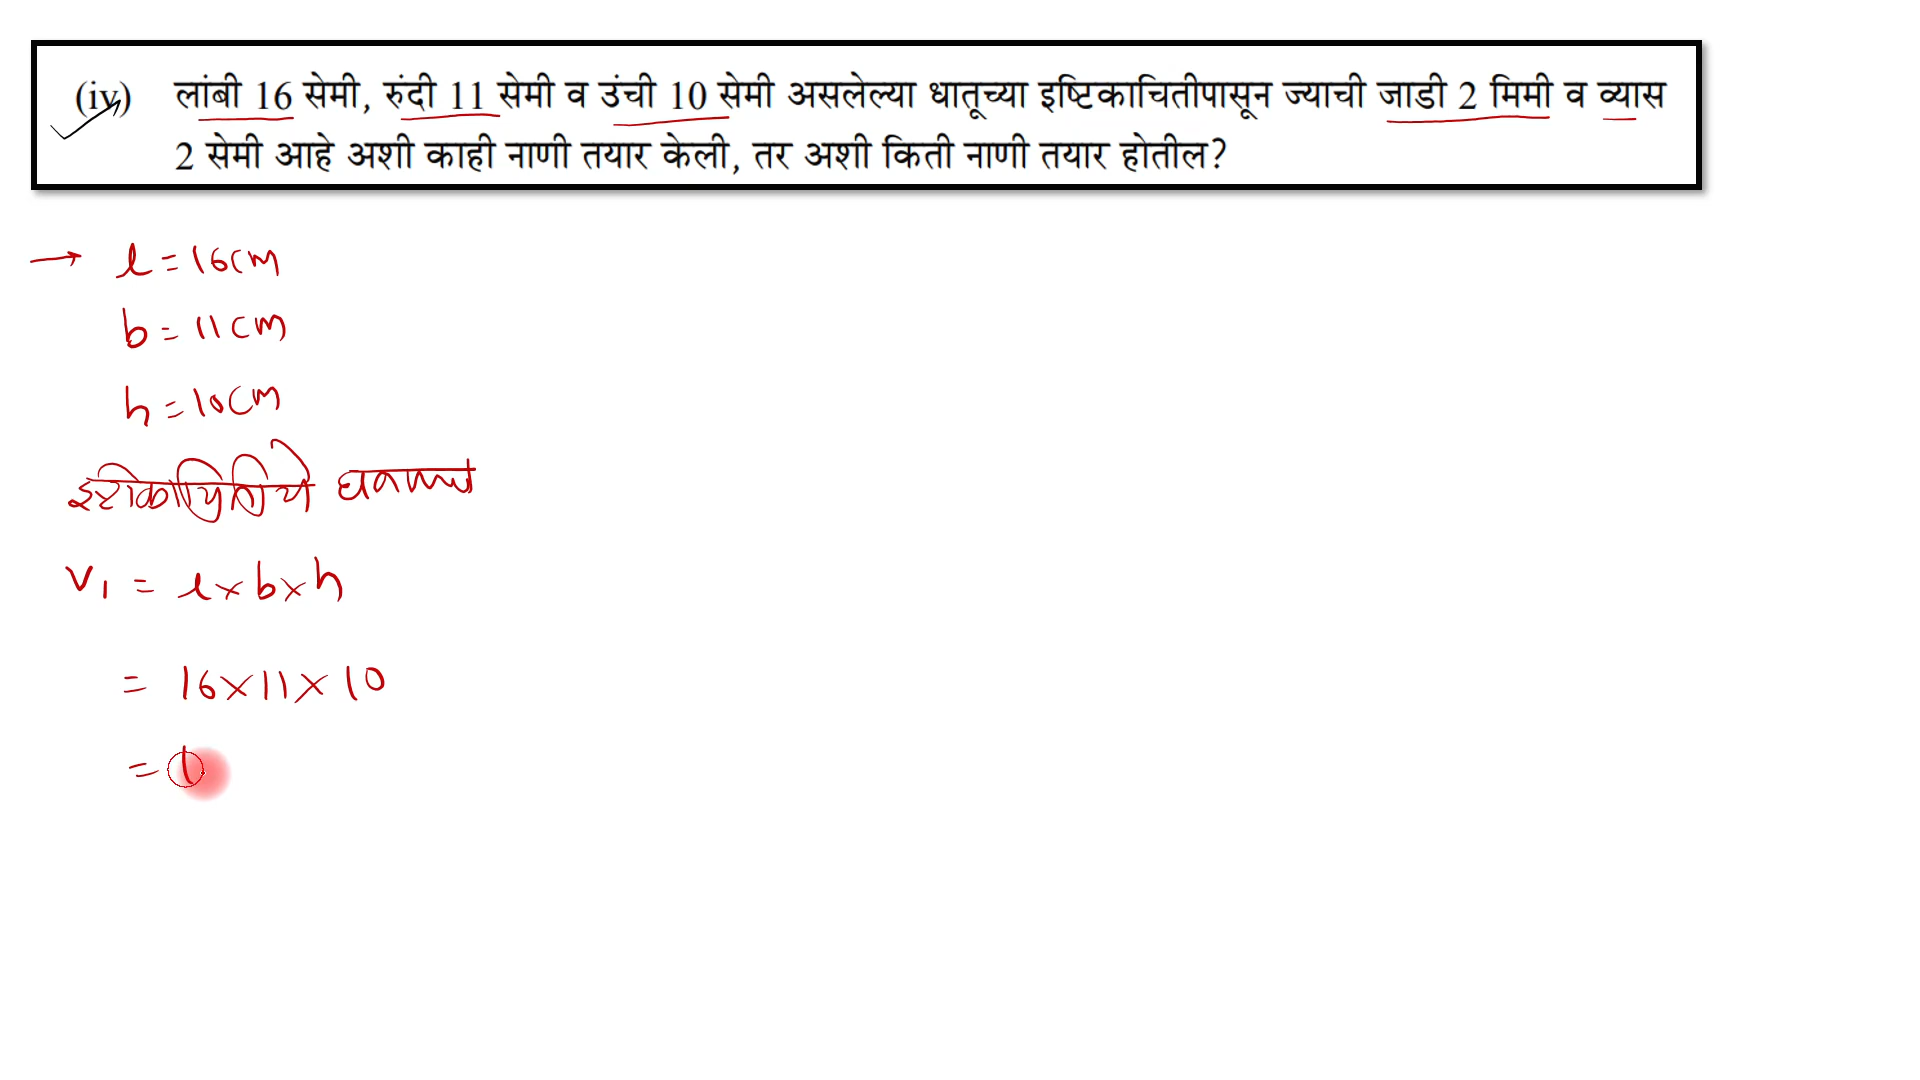 (iv) लांबी 16 सेमी, रुंदी 11 सेमी व उंची 10 सेमी असलेल्या धातूच्या इष्टिकाचितीपासून ज्याची जाडी 2 मिमी व व्यास
2 सेमी आहे अशी काही नाणी तयार केली, तर अशी किती नाणी तयार होतील?
→ l = 16cm
b = 11cm
h = 10cm
इष्टिकाचितीचे घनफळ
V₁ = l × b × h
= 16 × 11 × 10
= 1